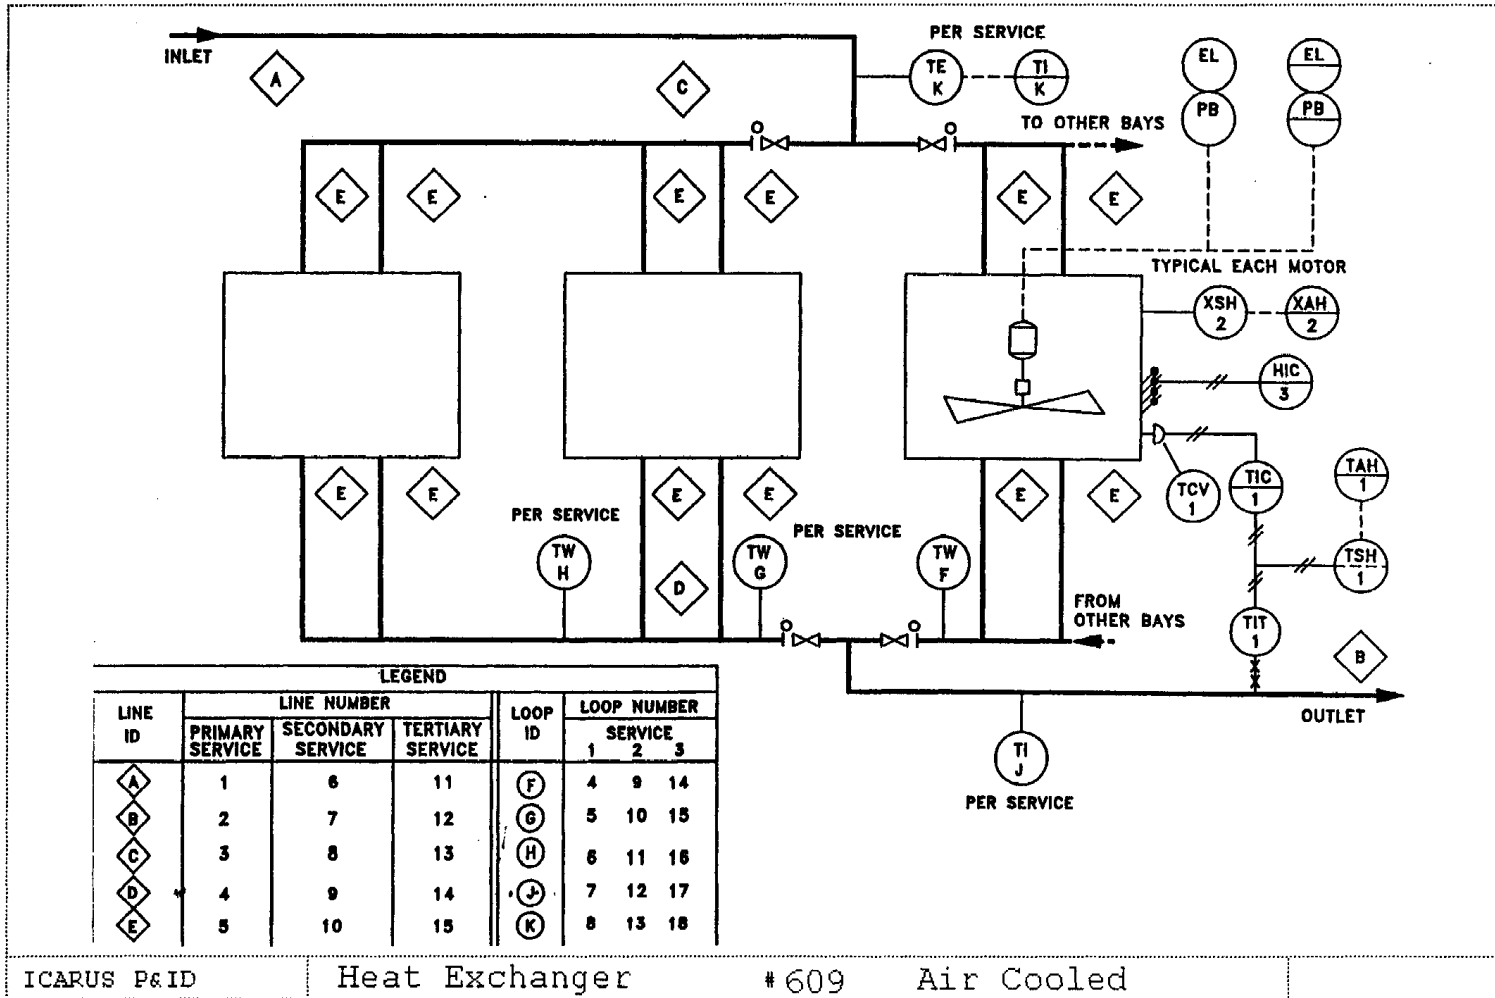 PER SERVICE
INLET
A
C
TE
K
TI
K
EL
EL
PB
PB
TO OTHER BAYS
E
E
E
E
E
E
TYPICAL EACH MOTOR
XSH
2
XAH
2
HIC
3
TAH
1
TIC
1
TCV
1
E
E
E
E
E
E
PER SERVICE
PER SERVICE
TW
H
TW
G
TW
F
TSH
1
D
FROM
OTHER BAYS
TIT
1
B
OUTLET
TI
J
PER SERVICE
LEGEND
LINE ID LINE NUMBER LOOP ID LOOP NUMBER
PRIMARY SERVICE SECONDARY SERVICE TERTIARY SERVICE SERVICE
1 2 3
A 1 6 11 F 4 9 14
B 2 7 12 G 5 10 15
C 3 8 13 H 6 11 16
D 4 9 14 J 7 12 17
E 5 10 15 K 8 13 18
ICARUS P&ID Heat Exchanger #609 Air Cooled